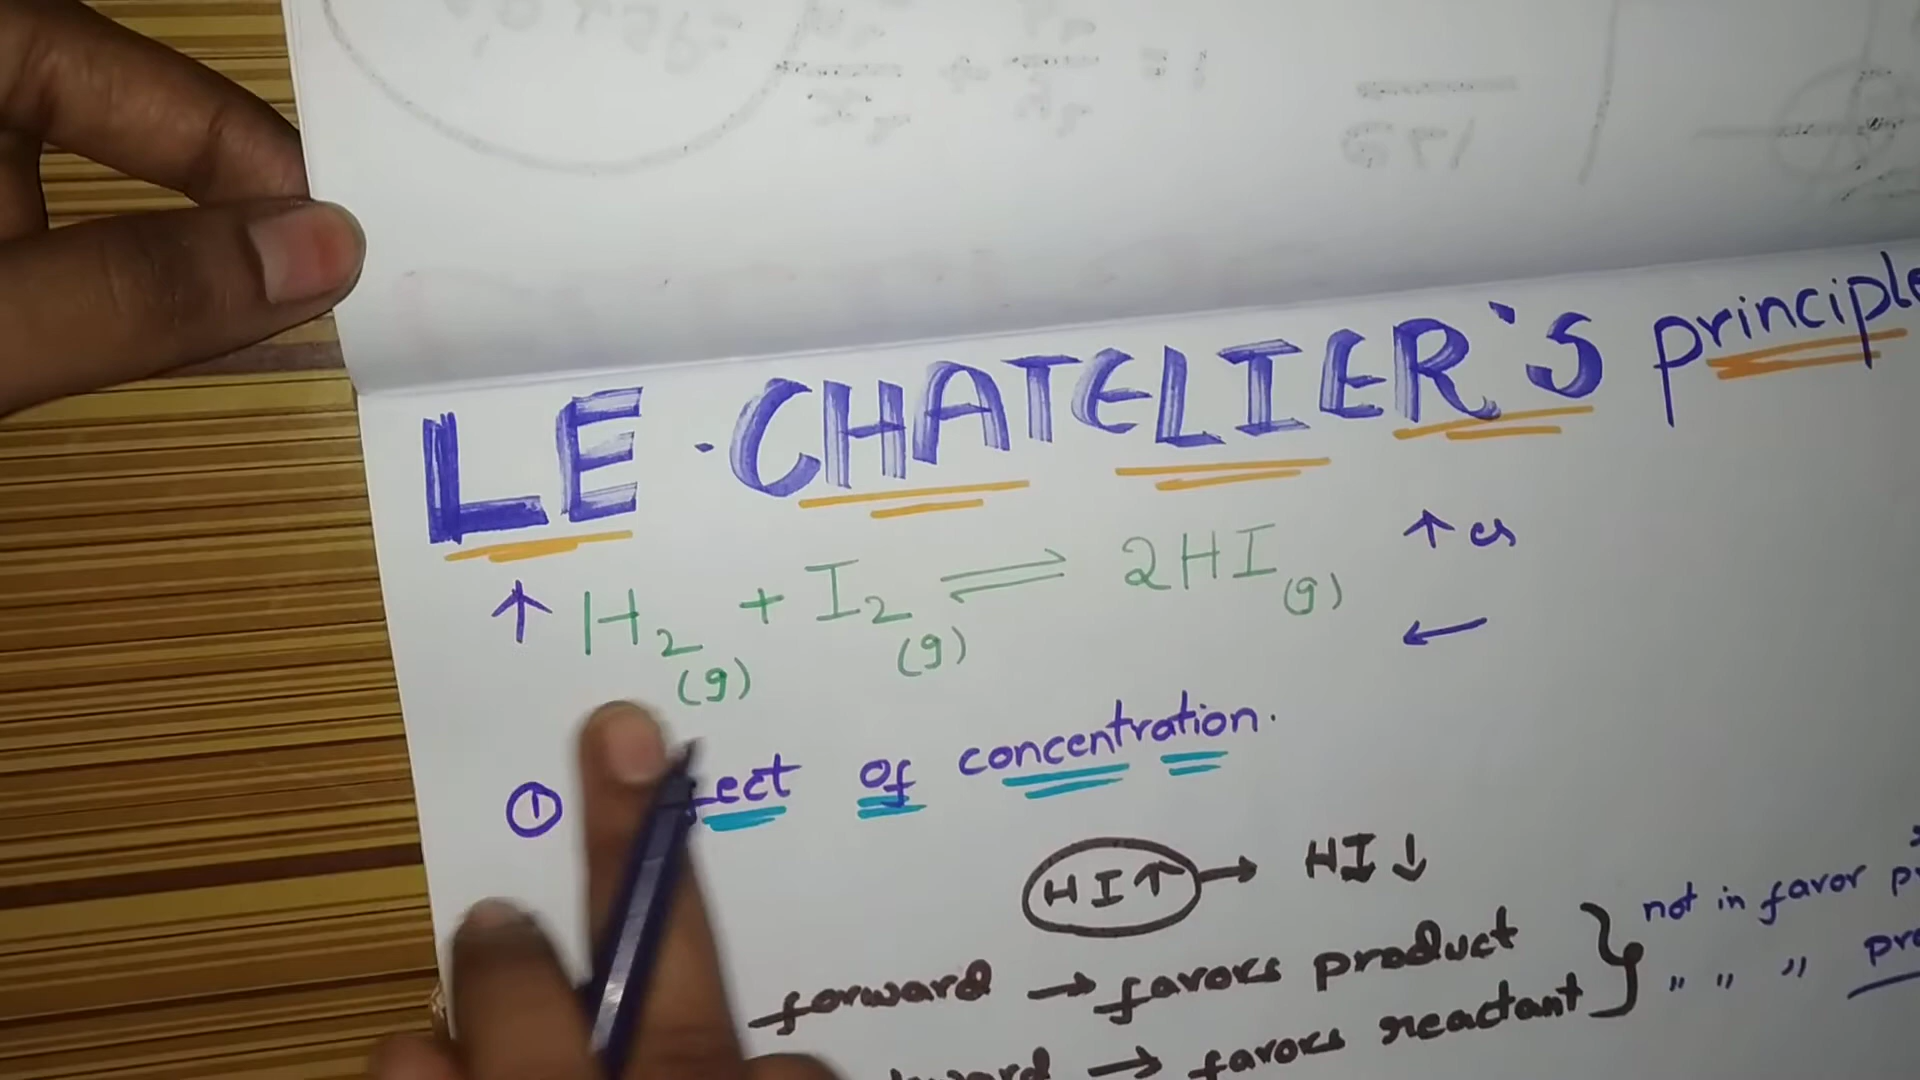 LE · CHATELIER'S principle
↑ H₂(g) + I₂(g) ⇌ 2HI(g) ↑
←
① of concentration.
HI↑ → HI↓
not in favor
forward → favors product
" " "
→ favors reactant